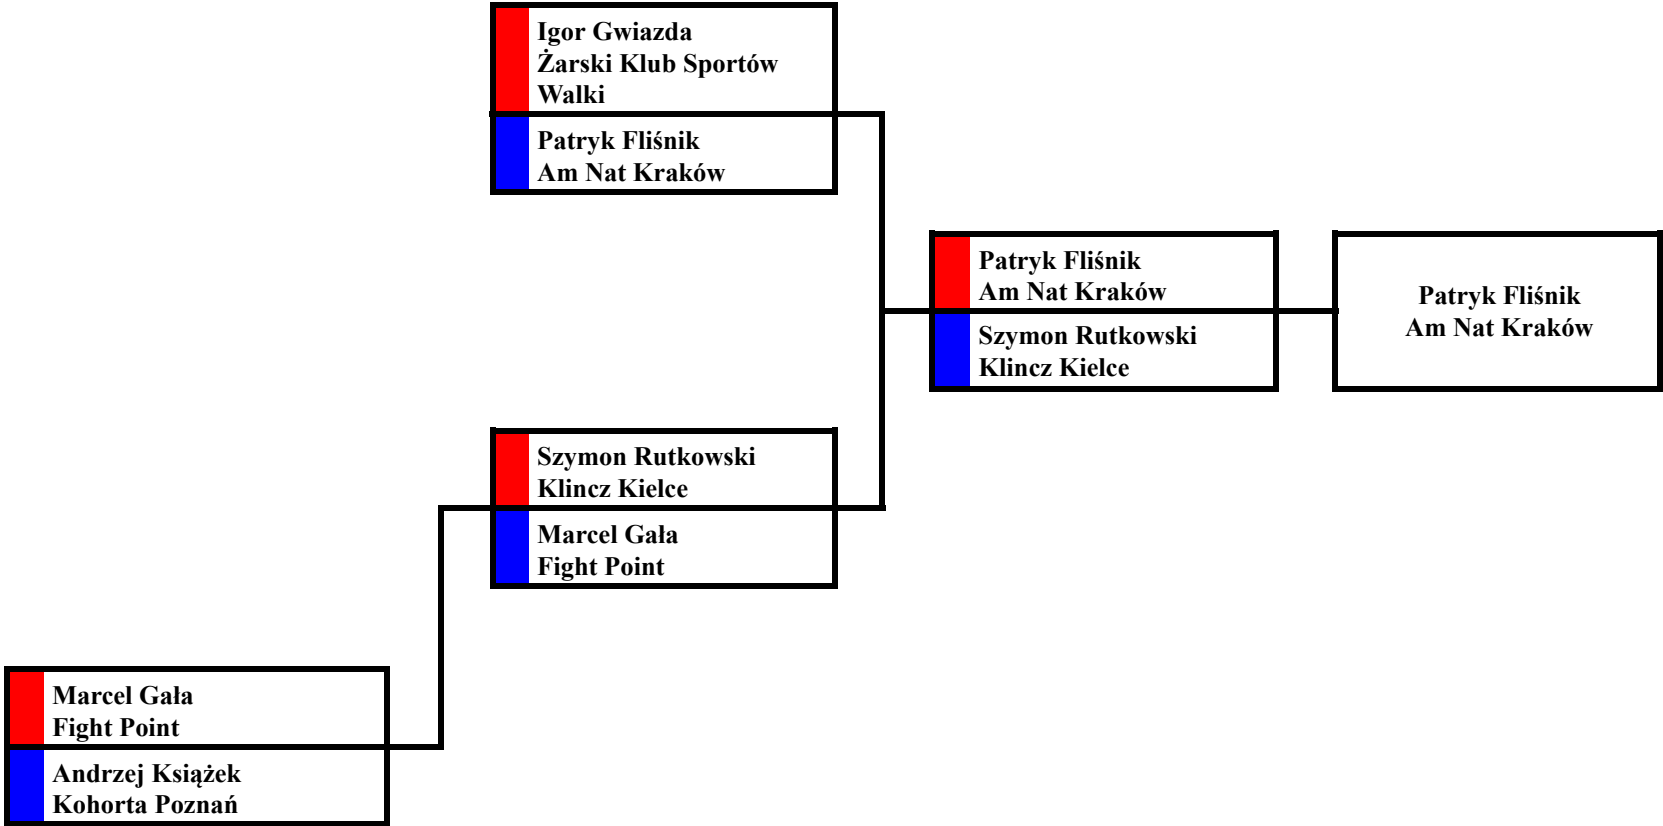 Igor Gwiazda
Żarski Klub Sportów
Walki
Patryk Fliśnik
Am Nat Kraków
Patryk Fliśnik
Am Nat Kraków
Szymon Rutkowski
Klincz Kielce
Patryk Fliśnik
Am Nat Kraków
Szymon Rutkowski
Klincz Kielce
Marcel Gała
Fight Point
Marcel Gała
Fight Point
Andrzej Książek
Kohorta Poznań